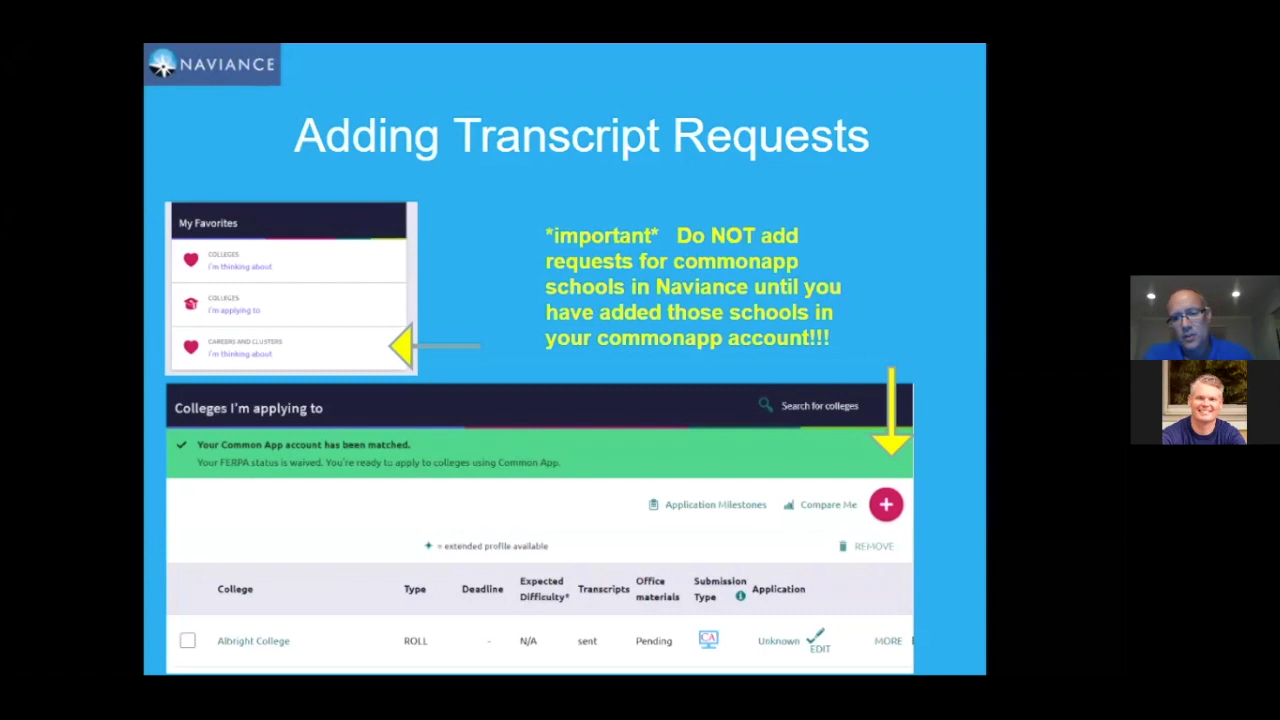 NAVIANCE
Adding Transcript Requests
My Favorites
COLLEGES
I'm thinking about
COLLEGES
I'm applying to
CAREERS AND CLUSTERS
I'm thinking about
*important* Do NOT add
requests for commonapp
schools in Naviance until you
have added those schools in
your commonapp account!!!
Colleges I'm applying to
Search for colleges
Your Common App account has been matched.
Your FERPA status is waived. You're ready to apply to colleges using Common App.
Application Milestones
Compare Me
= extended profile available
REMOVE
College Type Deadline Expected Difficulty* Transcripts Office materials Submission Type Application
Albright College ROLL - N/A sent Pending CA Unknown EDIT MORE